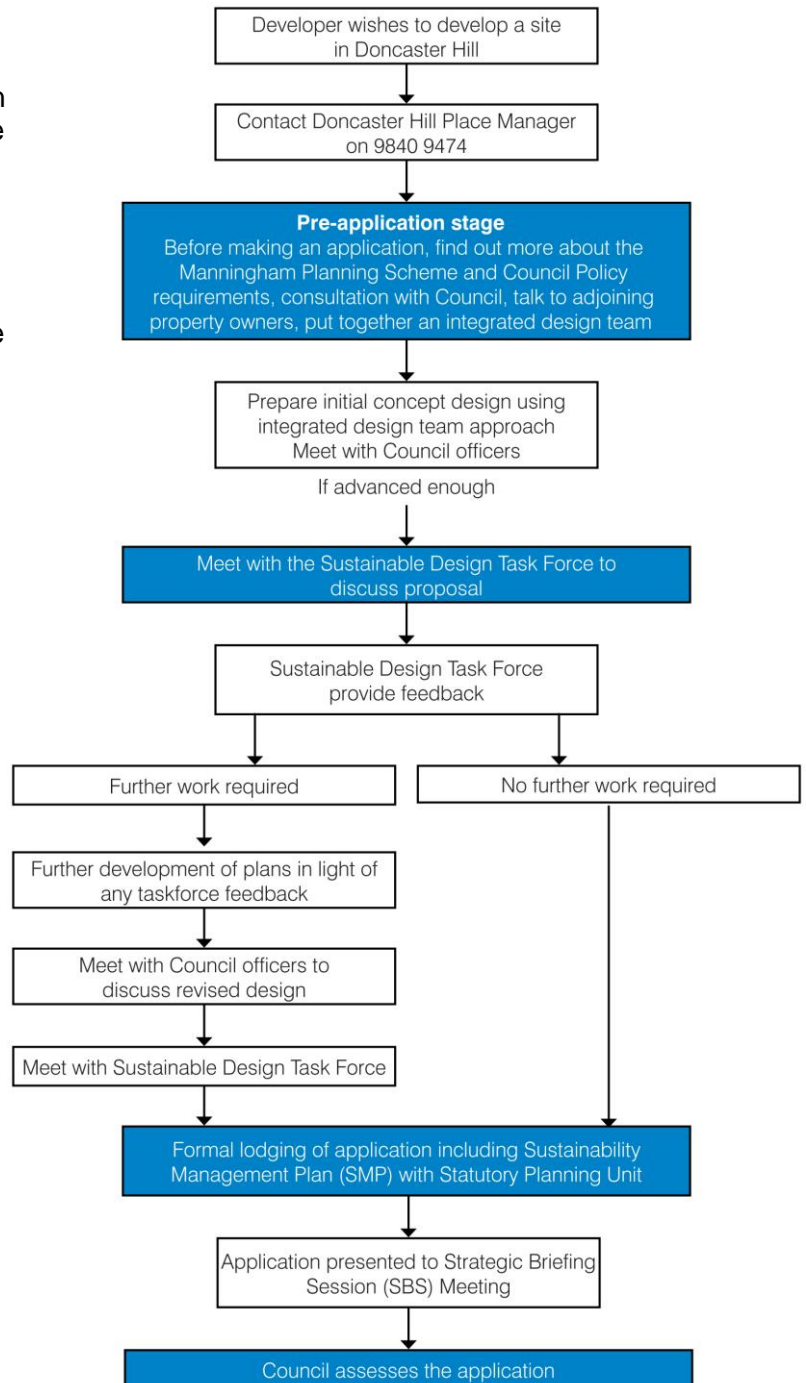 n
e
e
Developer wishes to develop a site
in Doncaster Hill
Contact Doncaster Hill Place Manager
on 9840 9474
Pre-application stage
Before making an application, find out more about the
Manningham Planning Scheme and Council Policy
requirements, consultation with Council, talk to adjoining
property owners, put together an integrated design team
Prepare initial concept design using
integrated design team approach
Meet with Council officers
If advanced enough
Meet with the Sustainable Design Task Force to
discuss proposal
Sustainable Design Task Force
provide feedback
Further work required
No further work required
Further development of plans in light of
any taskforce feedback
Meet with Council officers to
discuss revised design
Meet with Sustainable Design Task Force
Formal lodging of application including Sustainability
Management Plan (SMP) with Statutory Planning Unit
Application presented to Strategic Briefing
Session (SBS) Meeting
Council assesses the application